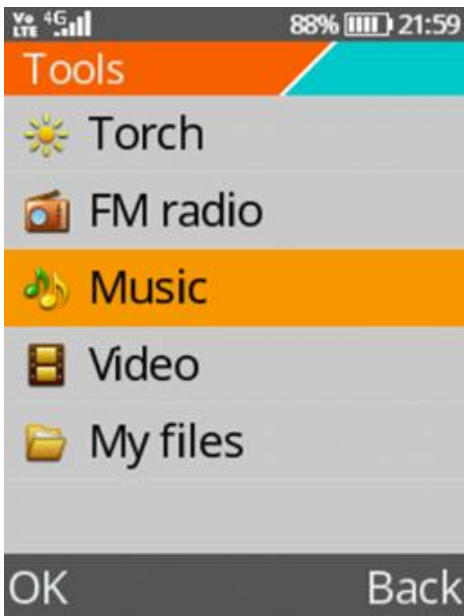 Vo LTE 4G 88% 21:59
Tools
Torch
FM radio
Music
Video
My files
OK Back